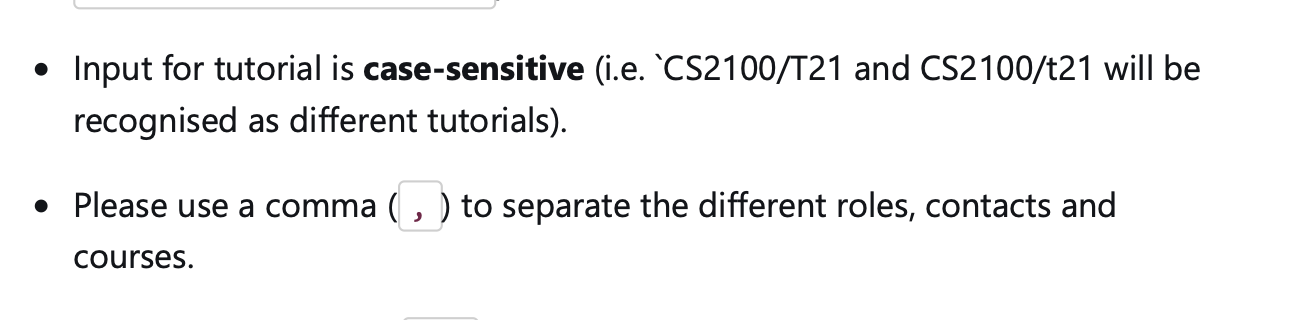 • Input for tutorial is case-sensitive (i.e. `CS2100/T21 and CS2100/t21 will be
recognised as different tutorials).
• Please use a comma ( , ) to separate the different roles, contacts and
courses.